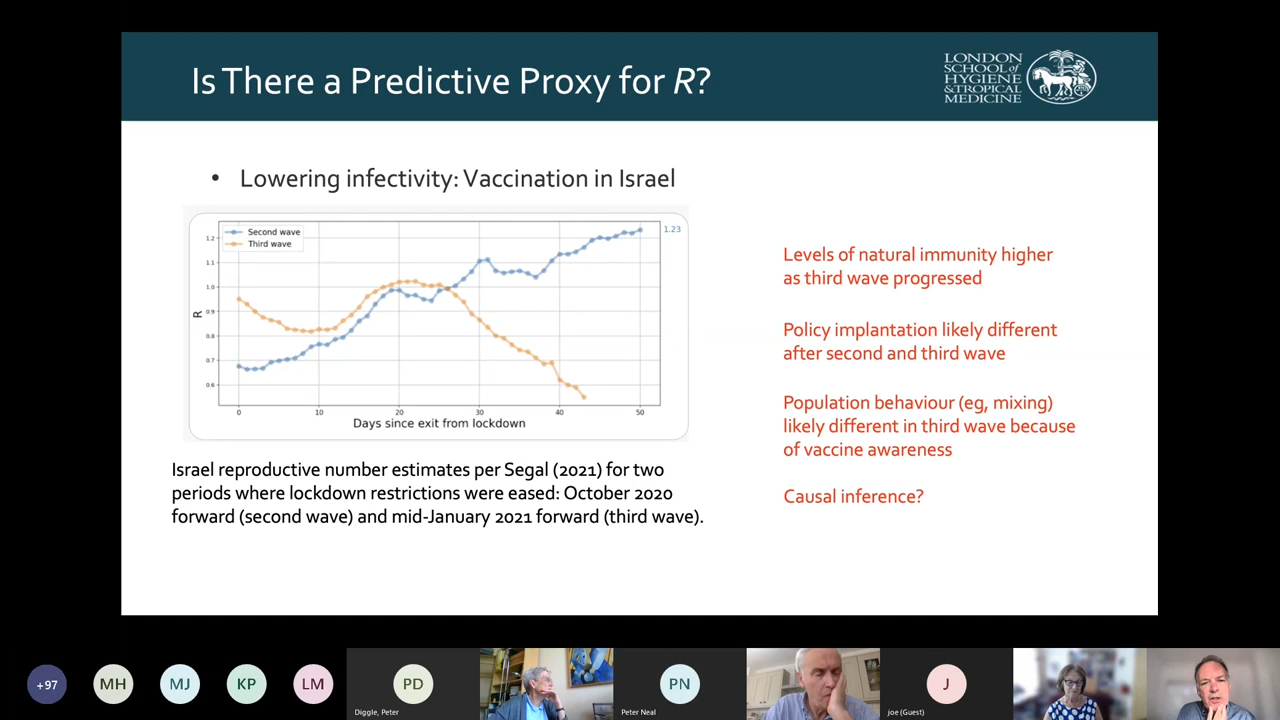 Is There a Predictive Proxy for R?
LONDON
SCHOOL of
HYGIENE
& TROPICAL
MEDICINE
• Lowering infectivity: Vaccination in Israel
Second wave
Third wave
1.23
1.2
1.1
1.0
0.9
0.8
0.7
0.6
R
0 10 20 30 40 50
Days since exit from lockdown
Israel reproductive number estimates per Segal (2021) for two
periods where lockdown restrictions were eased: October 2020
forward (second wave) and mid-January 2021 forward (third wave).
Levels of natural immunity higher
as third wave progressed
Policy implantation likely different
after second and third wave
Population behaviour (eg, mixing)
likely different in third wave because
of vaccine awareness
Causal inference?
+97
MH
MJ
KP
LM
PD
Diggle, Peter
PN
Peter Neal
J
joe (Guest)